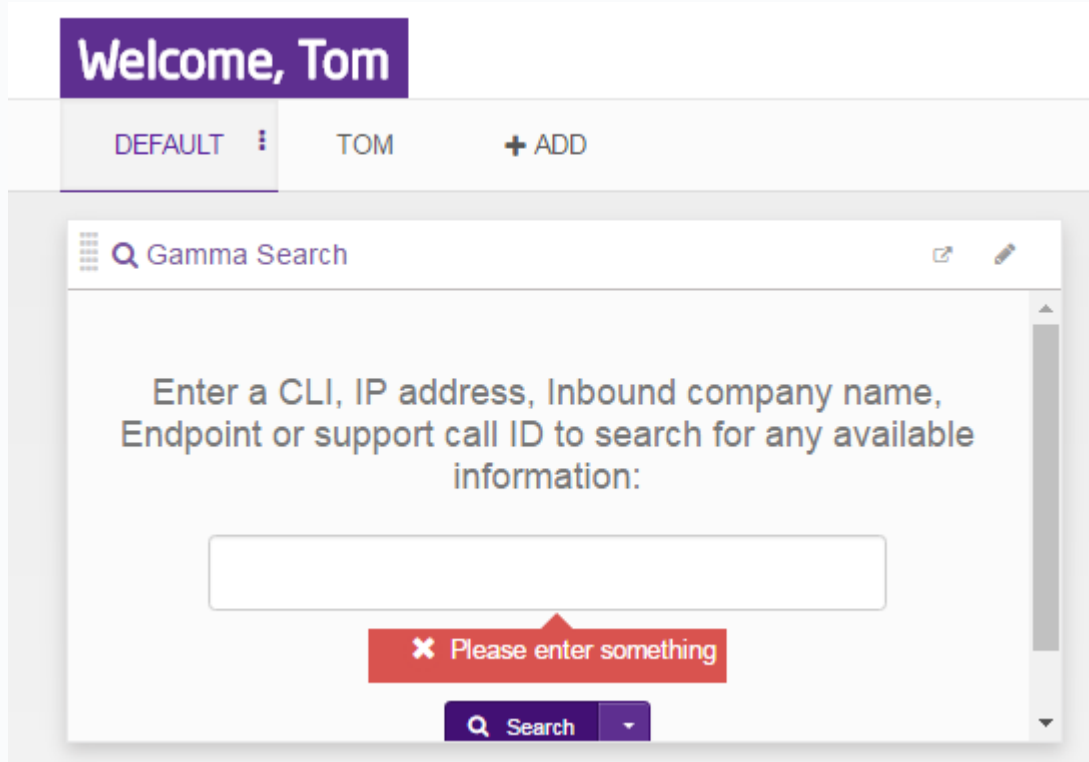 Welcome, Tom
DEFAULT TOM + ADD
Gamma Search
Enter a CLI, IP address, Inbound company name,
Endpoint or support call ID to search for any available
information:
Please enter something
Search